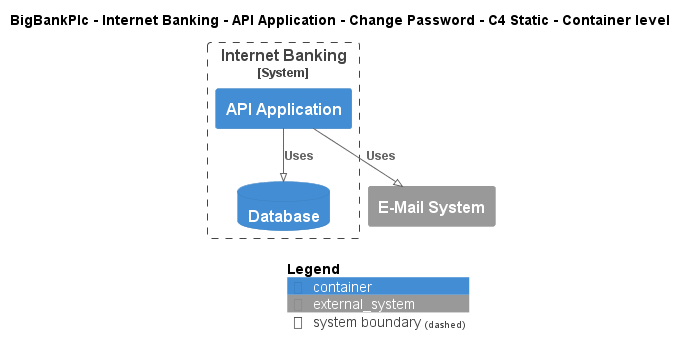 BigBankPlc - Internet Banking - API Application - Change Password - C4 Static - Container level
Internet Banking
[System]
API Application
Uses
Uses
Database
E-Mail System
Legend
container
external_system
system boundary (dashed)